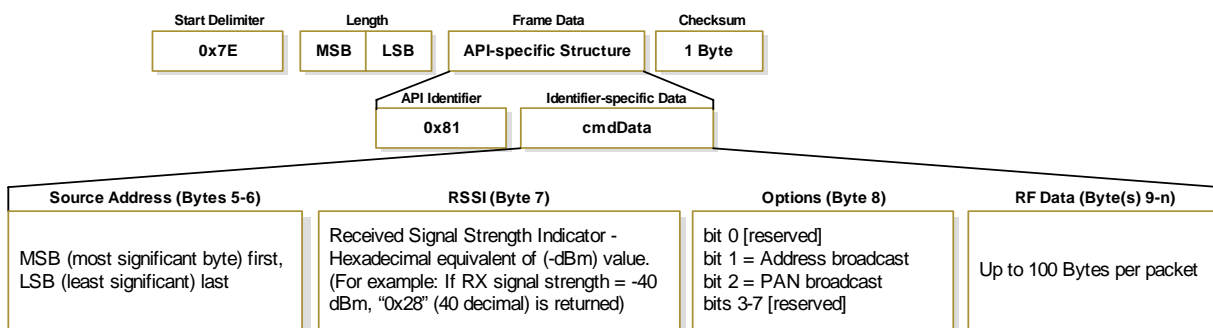 Start Delimiter
Length
Frame Data
Checksum
0x7E
MSB
LSB
API-specific Structure
1 Byte
API Identifier
Identifier-specific Data
0x81
cmdData
Source Address (Bytes 5-6)
MSB (most significant byte) first,
LSB (least significant) last
RSSI (Byte 7)
Received Signal Strength Indicator -
Hexadecimal equivalent of (-dBm) value.
(For example: If RX signal strength = -40
dBm, “0x28” (40 decimal) is returned)
Options (Byte 8)
bit 0 [reserved]
bit 1 = Address broadcast
bit 2 = PAN broadcast
bits 3-7 [reserved]
RF Data (Byte(s) 9-n)
Up to 100 Bytes per packet